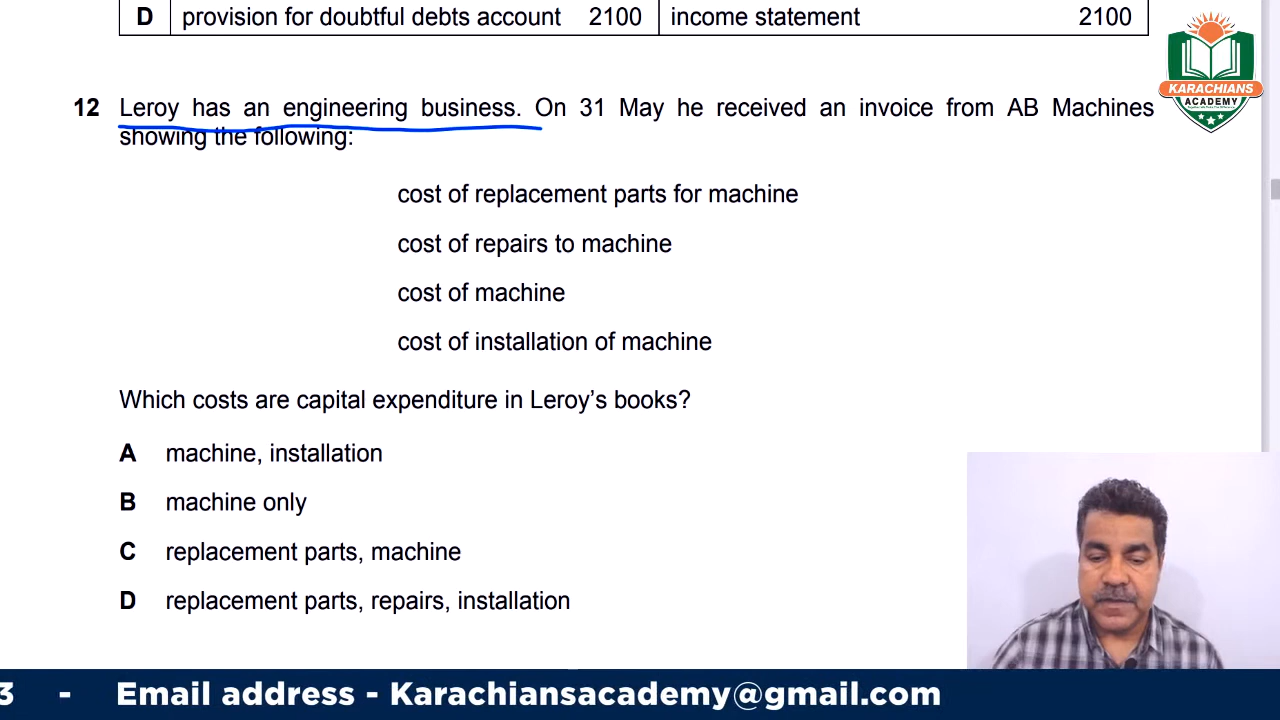 D provision for doubtful debts account 2100 income statement 2100
KARACHIANS
ACADEMY
12 Leroy has an engineering business. On 31 May he received an invoice from AB Machines
showing the following:
cost of replacement parts for machine
cost of repairs to machine
cost of machine
cost of installation of machine
Which costs are capital expenditure in Leroy's books?
A machine, installation
B machine only
C replacement parts, machine
D replacement parts, repairs, installation
3 - Email address - Karachiansacademy@gmail.com